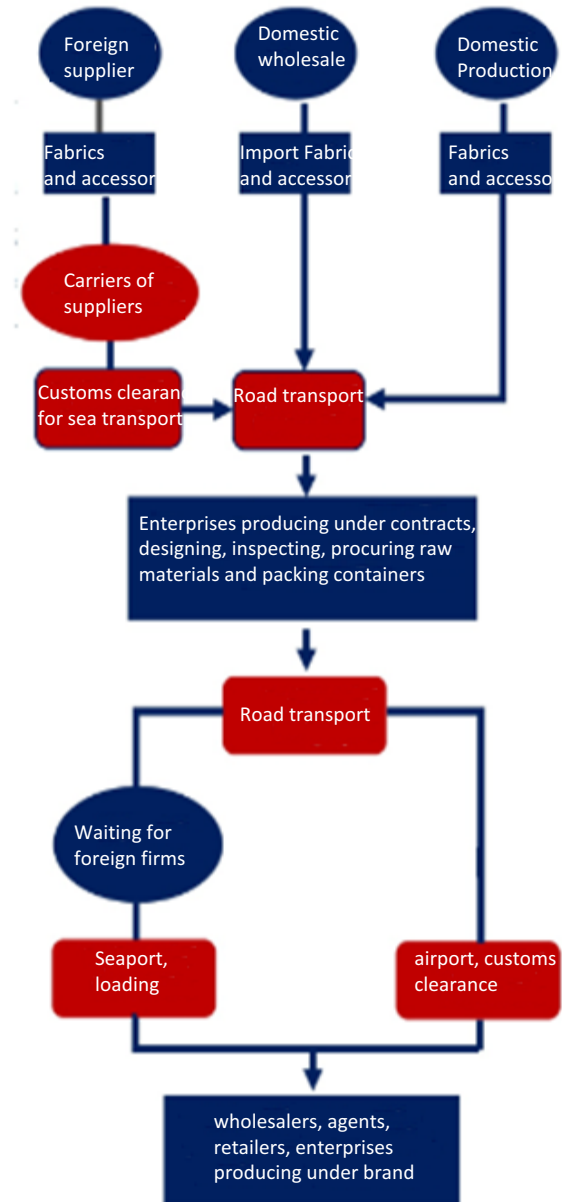 Foreign
supplier
Domestic
wholesale
Domestic
Production
Fabrics
and accessor
Import Fabric
and accessor
Fabrics
and accesso
Carriers of
suppliers
Customs clearanc
for sea transport
Road transport
Enterprises producing under contracts,
designing, inspecting, procuring raw
materials and packing containers
Road transport
Waiting for
foreign firms
Seaport,
loading
airport, customs
clearance
wholesalers, agents,
retailers, enterprises
producing under brand